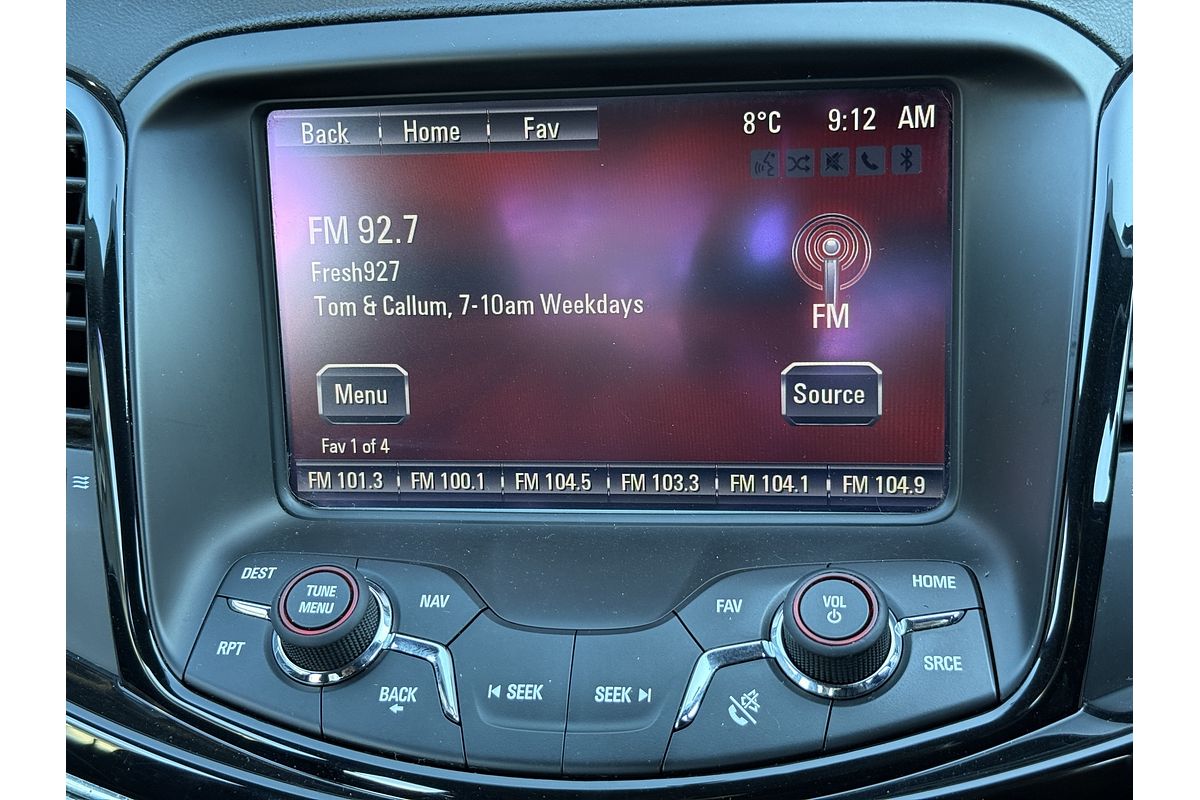 Back Home Fav 8°C 9:12 AM
FM 92.7
Fresh927
Tom & Callum, 7-10am Weekdays
FM
Menu
Source
Fav 1 of 4
FM 101.3 FM 100.1 FM 104.5 FM 103.3 FM 104.1 FM 104.9
DEST TUNE MENU NAV FAV VOL HOME
RPT BACK SEEK SEEK SRCE